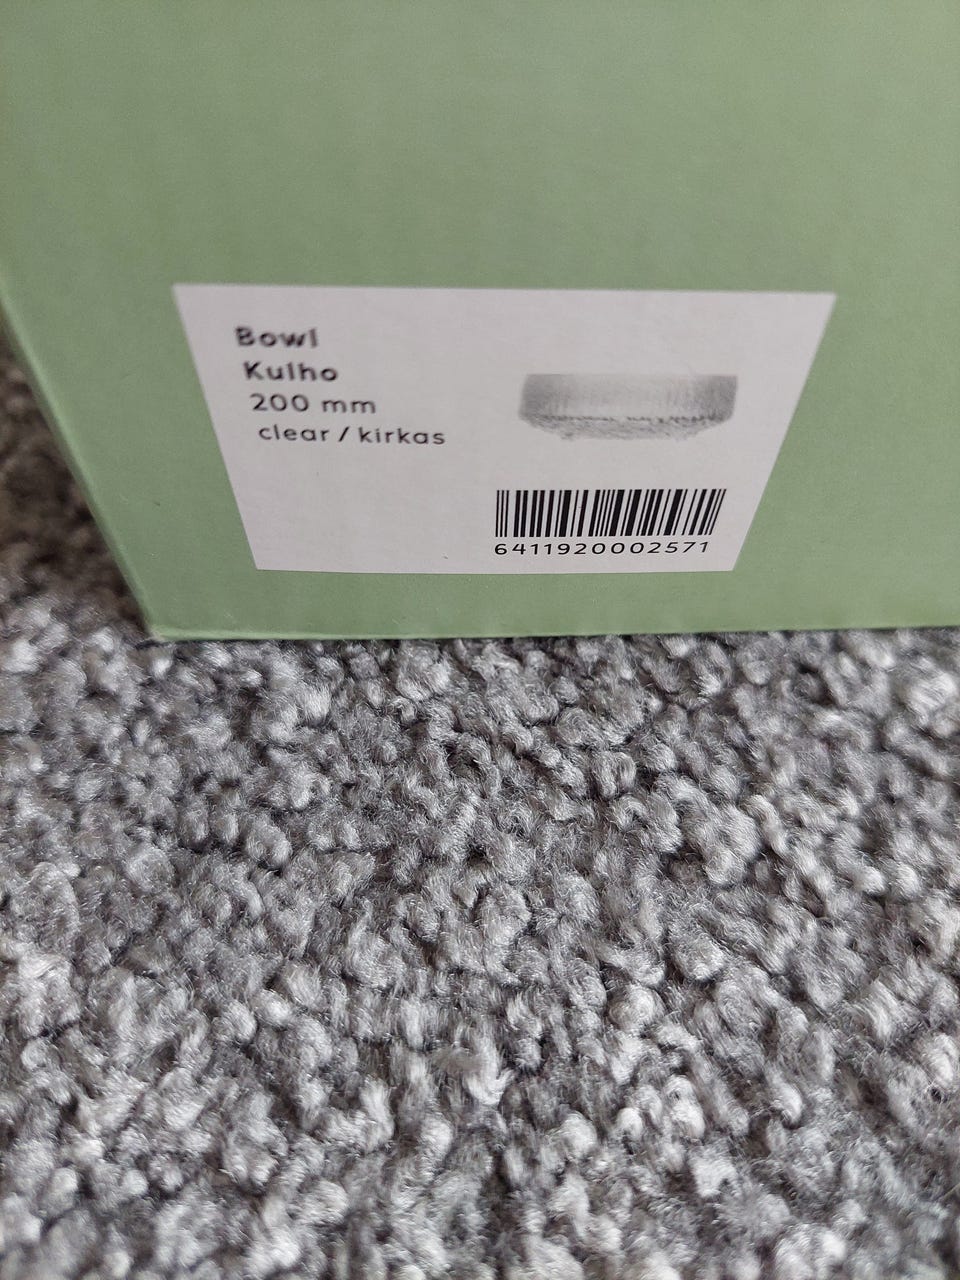 Bowl
Kulho
200 mm
clear / kirkas
6411920002571